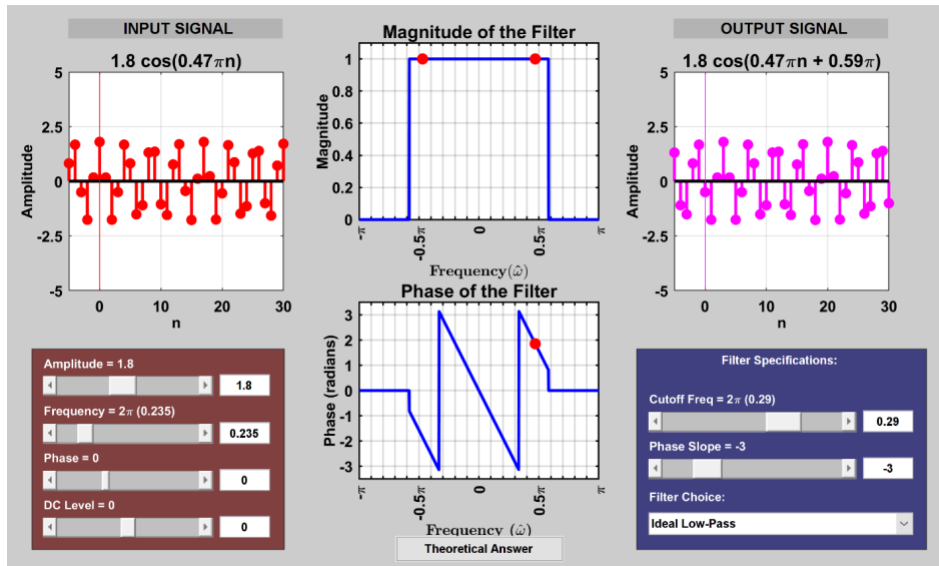 INPUT SIGNAL
1.8 cos(0.47πn)
Amplitude
5
2.5
0
-2.5
-5
0
10
20
30
n
Magnitude of the Filter
Magnitude
1
0.8
0.6
0.4
0.2
0
-π
-0.5π
0
0.5π
π
Frequency(ω̂)
OUTPUT SIGNAL
1.8 cos(0.47πn + 0.59π)
Amplitude
5
2.5
0
-2.5
-5
0
10
20
30
n
Phase of the Filter
Phase (radians)
3
2
1
0
-1
-2
-3
-π
-0.5π
0
0.5π
π
Frequency (ω̂)
Theoretical Answer
Amplitude = 1.8
1.8
Frequency = 2π (0.235)
0.235
Phase = 0
0
DC Level = 0
0
Filter Specifications:
Cutoff Freq = 2π (0.29)
0.29
Phase Slope = -3
-3
Filter Choice:
Ideal Low-Pass